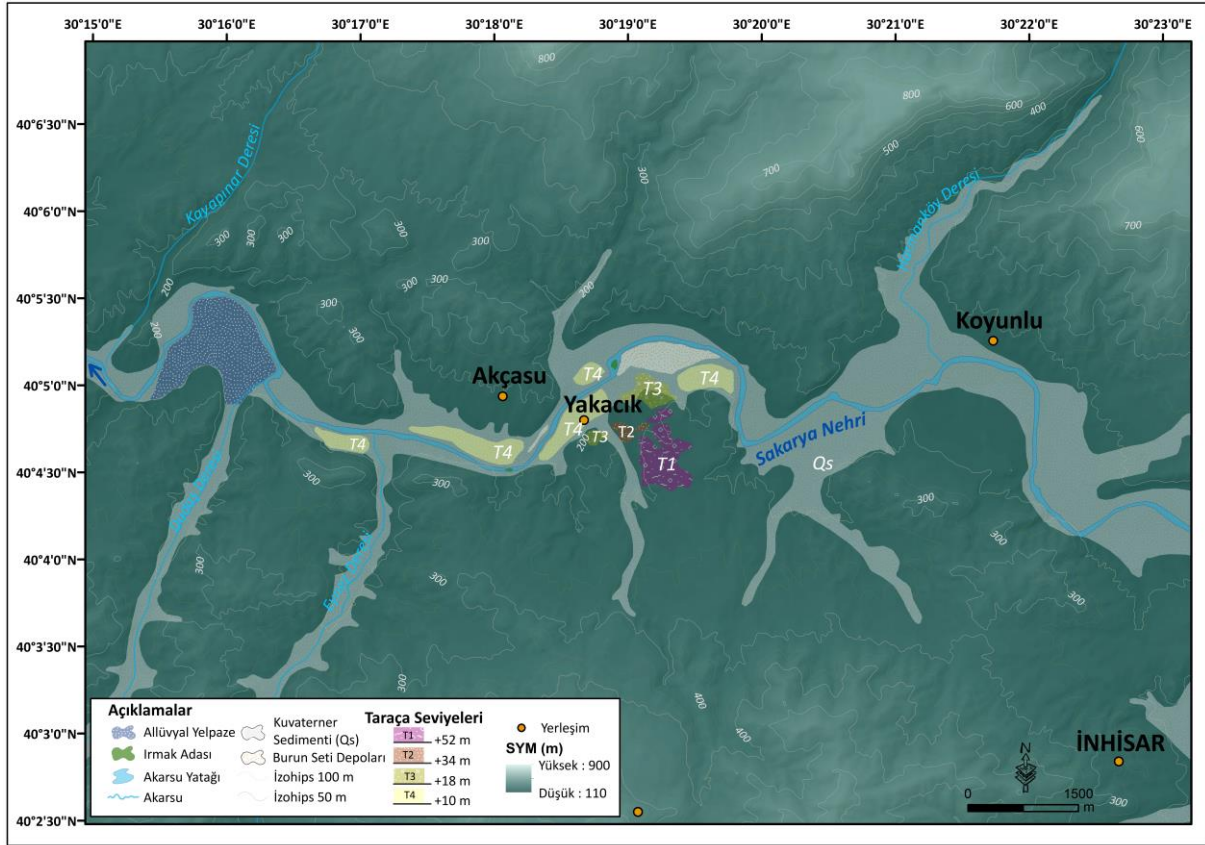 30°15'0"E 30°16'0"E 30°17'0"E 30°18'0"E 30°19'0"E 30°20'0"E 30°21'0"E 30°22'0"E 30°23'0"E
40°6'30"N
40°6'0"N
40°5'30"N
40°5'0"N
40°4'30"N
40°4'0"N
40°3'30"N
40°3'0"N
40°2'30"N
800
800
600
400
500
600
700
700
300
Kayapınar Deresi
300
300
300
300
300
300
300
300
300
300
200
200
200
Koyunlu
Akçasu
Yakacık
T4
T3
T4
T4
T3
T2
T1
T4
T4
200
Sakarya Nehri
Qs
300
300
300
300
300
300
300
300
400
400
300
İNHİSAR
N
0 1500
m
Açıklamalar
Allüvyal Yelpaze
Irmak Adası
Akarsu Yatağı
Akarsu
Kuvaterner
Sedimenti (Qs)
Burun Seti Depoları
İzohips 100 m
İzohips 50 m
Taraça Seviyeleri
T1 +52 m
T2 +34 m
T3 +18 m
T4 +10 m
Yerleşim
SYM (m)
Yüksek : 900
Düşük : 110